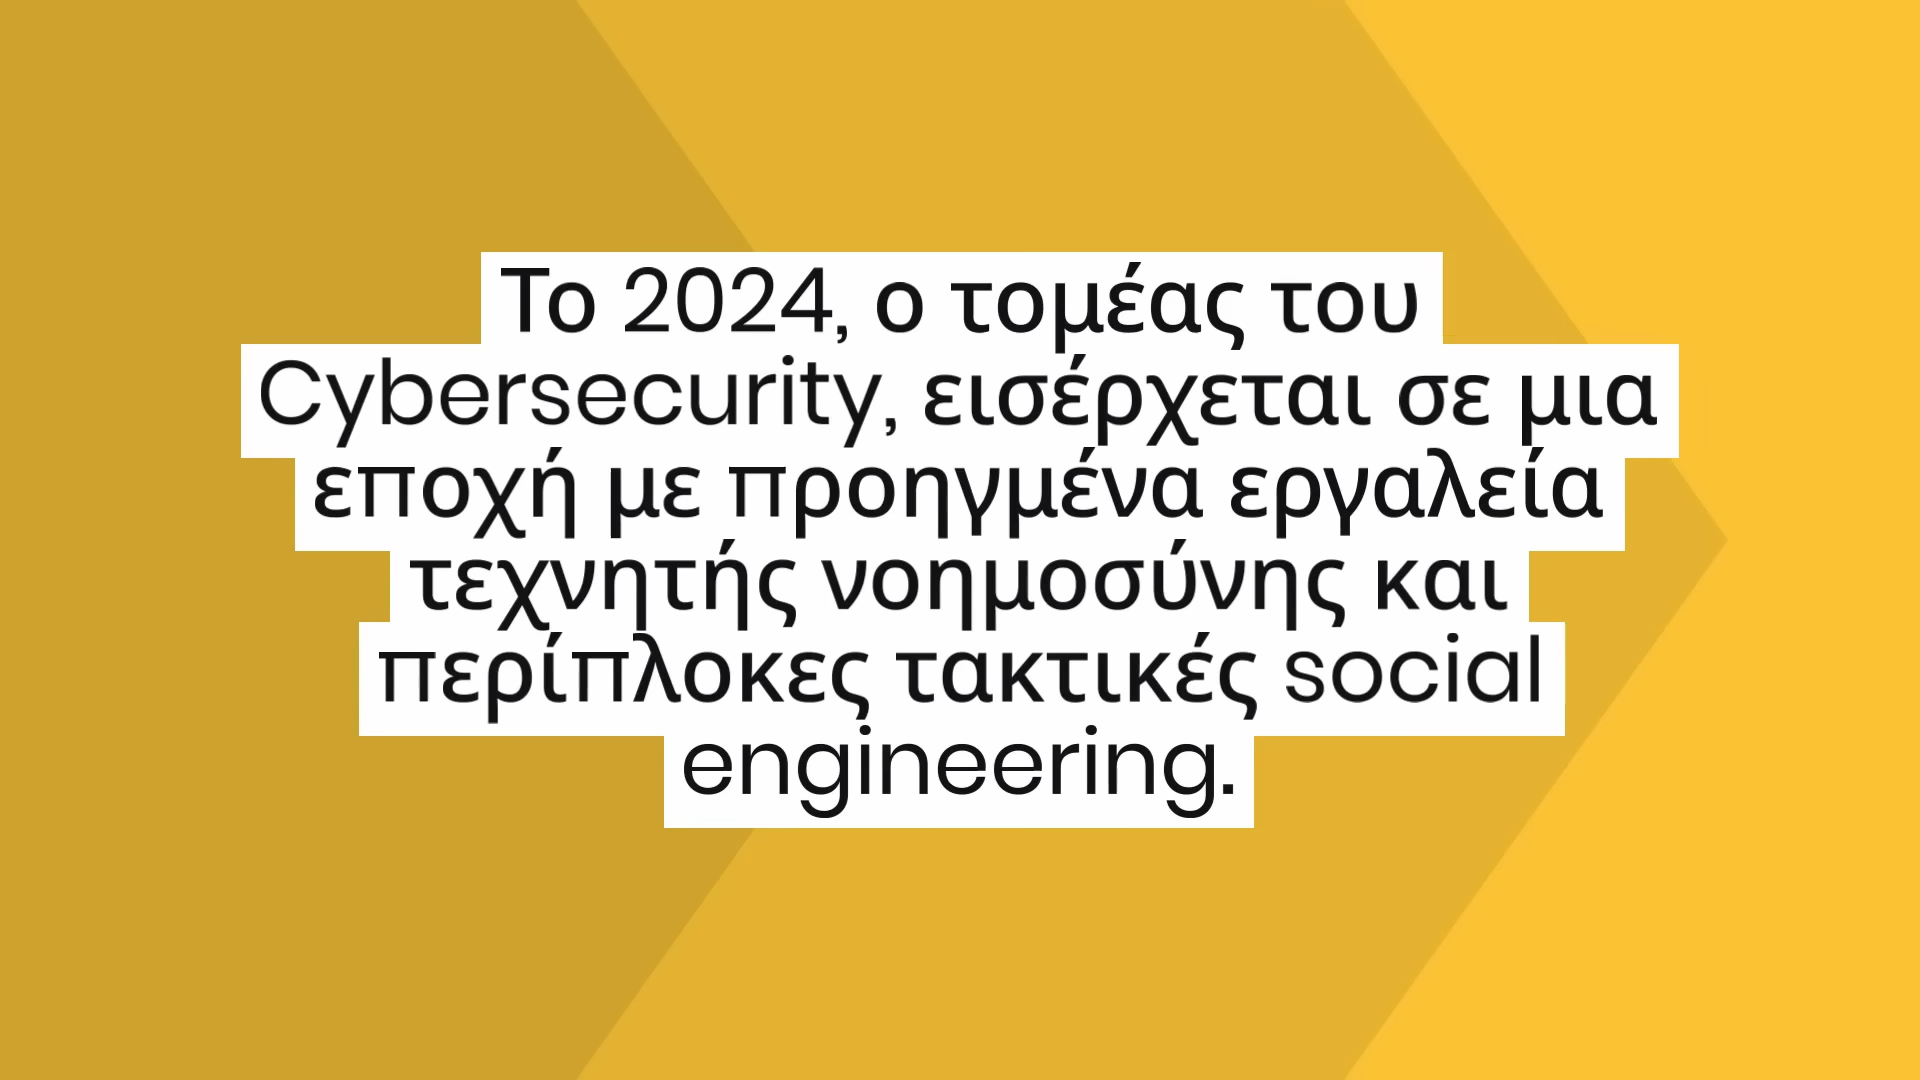 Το 2024, ο τομέας του
Cybersecurity, εισέρχεται σε μια
εποχή με προηγμένα εργαλεία
τεχνητής νοημοσύνης και
περίπλοκες τακτικές social
engineering.